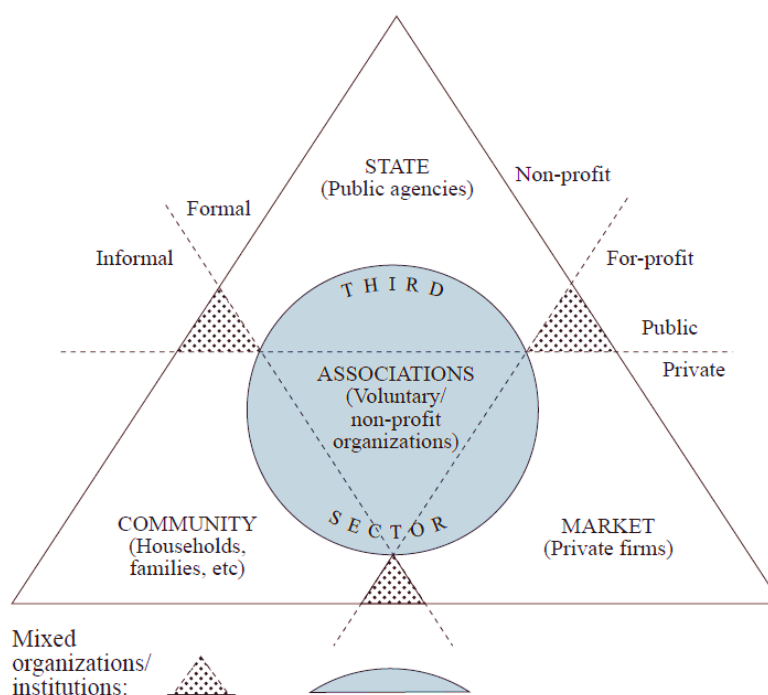 STATE
(Public agencies)
Non-profit
Formal
Informal
For-profit
THIRD
Public
Private
ASSOCIATIONS
(Voluntary/
non-profit
organizations)
SECTOR
COMMUNITY
(Households,
families, etc)
MARKET
(Private firms)
Mixed
organizations/
institutions: